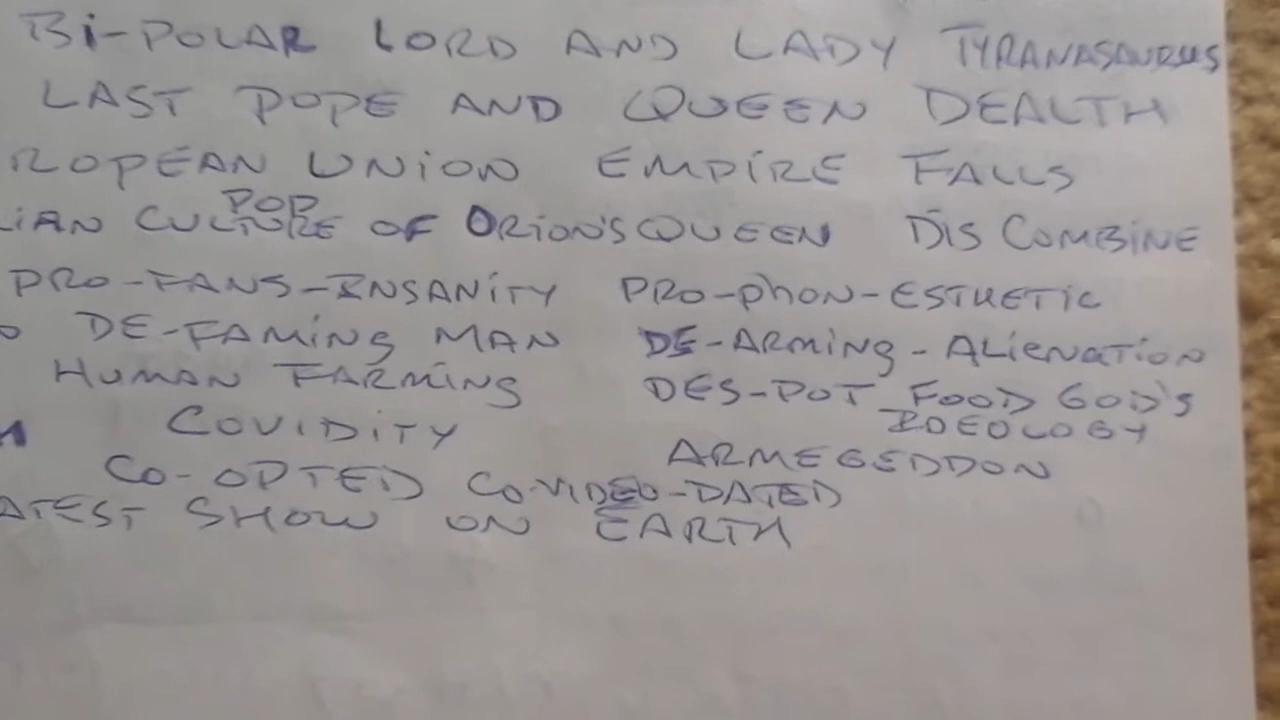 Bi-POLAR LORD AND LADY TYRANASAURUS
LAST POPE AND QUEEN DEALTH
ROPEAN UNION EMPIRE FALLS
POP
LIAN CULTURE OF ORION'S QUEEN DIS COMBINE
PRO-FANS-INSANITY PRO-PHON-ESTHETIC
DE-FAMING MAN DE-ARMING-ALIENATION
HUMAN FARMING DES-POT FOOD GOD'S
IDEOLOGY
COVIDITY
ARMEGEDDON
CO-OPTED CO-VIDEO-DATED
ATEST SHOW ON EARTH